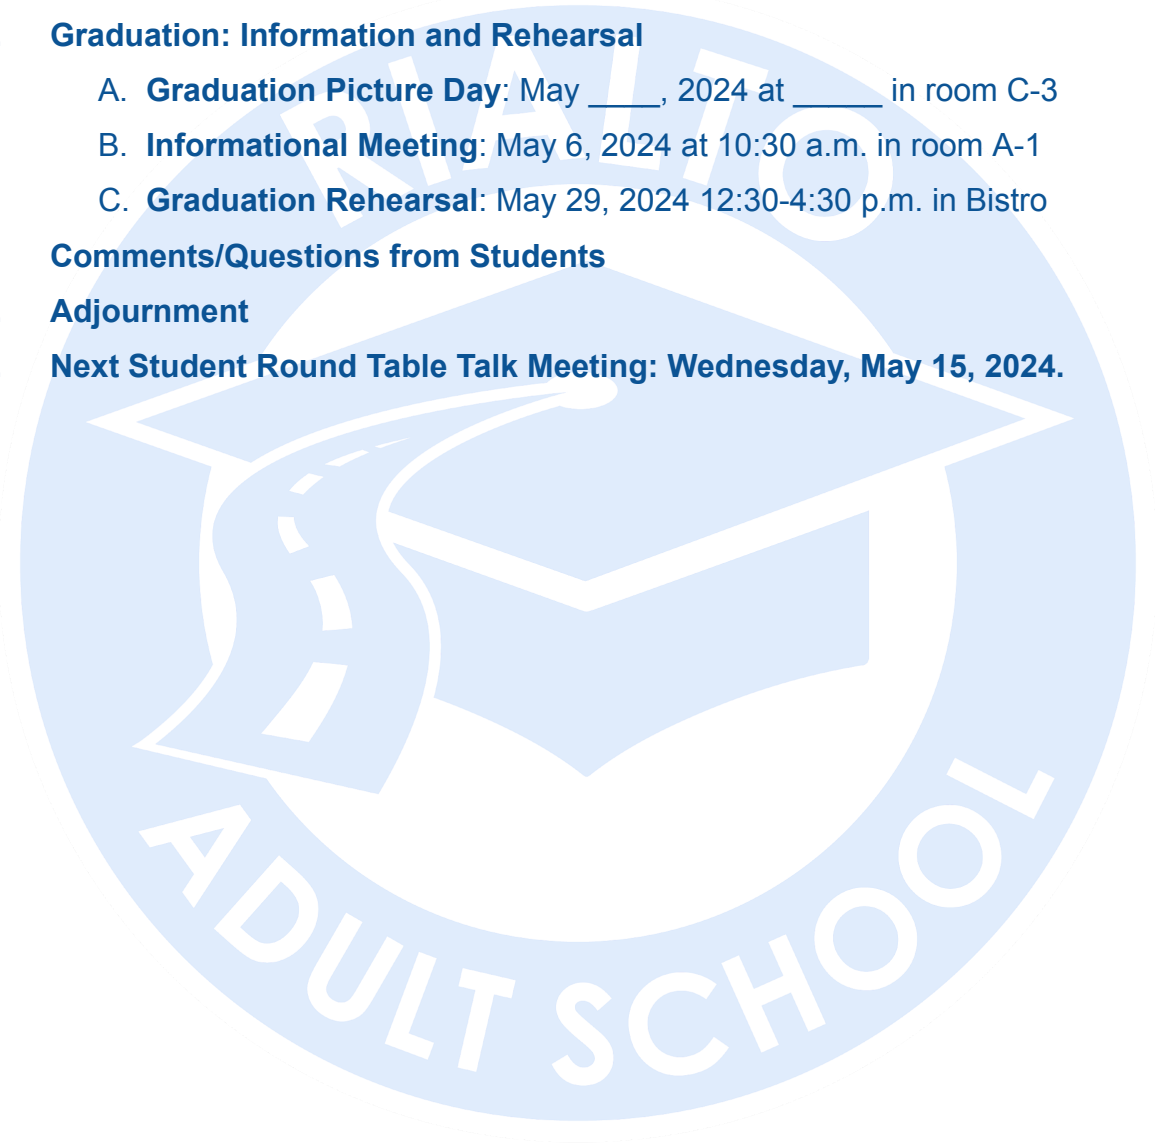 Graduation: Information and Rehearsal
A. Graduation Picture Day: May ____, 2024 at _____ in room C-3
B. Informational Meeting: May 6, 2024 at 10:30 a.m. in room A-1
C. Graduation Rehearsal: May 29, 2024 12:30-4:30 p.m. in Bistro
Comments/Questions from Students
Adjournment
Next Student Round Table Talk Meeting: Wednesday, May 15, 2024.
RIALTO
ADULT SCHOOL